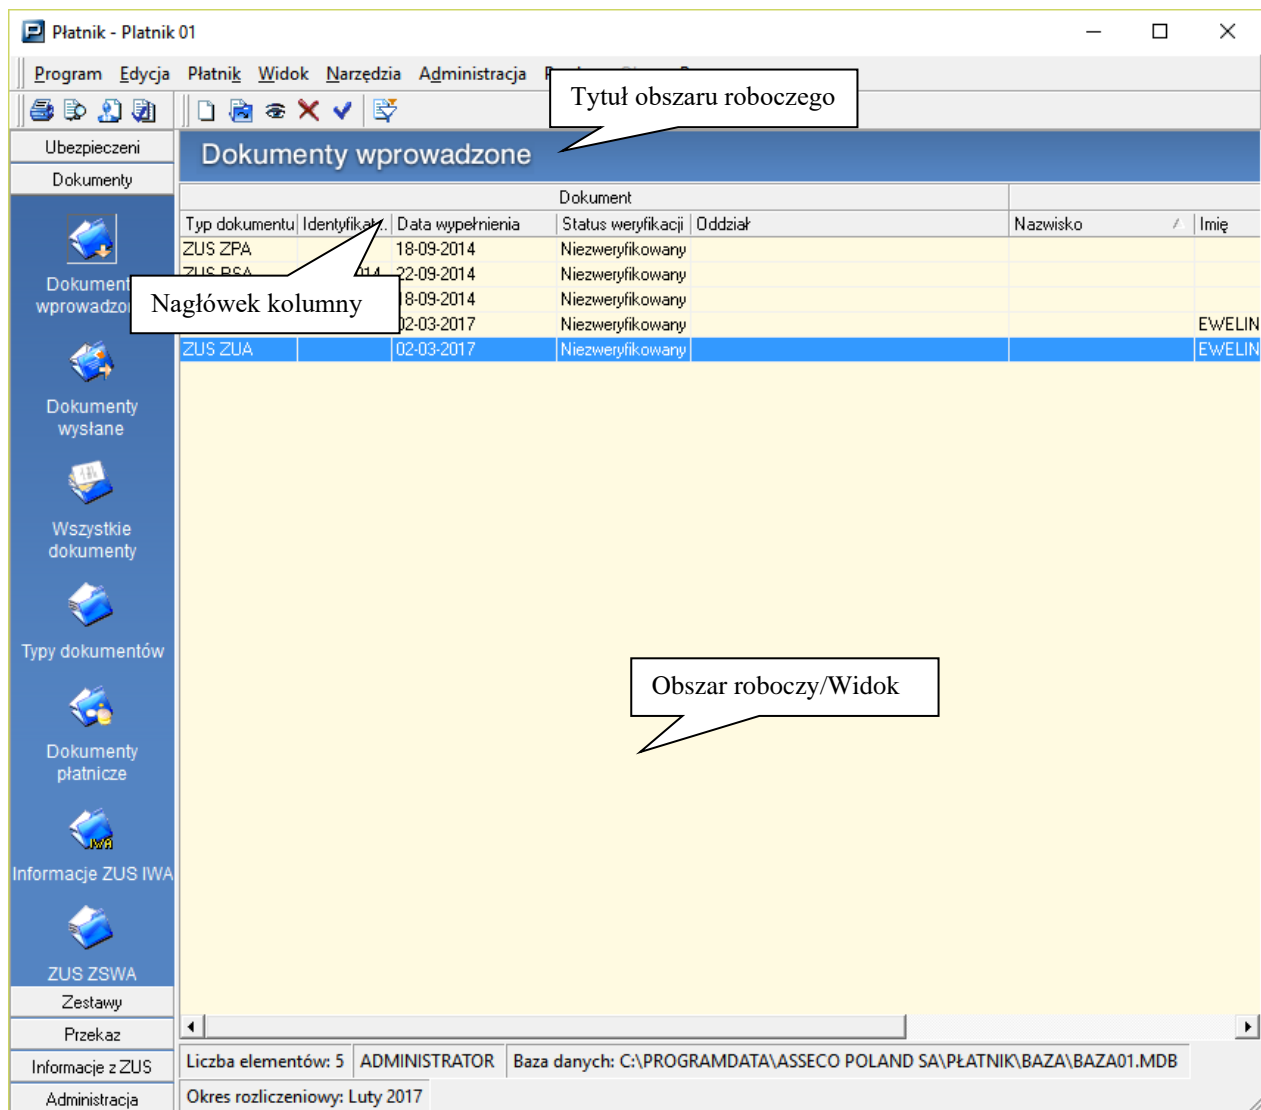 Płatnik - Platnik 01
Program Edycja Płatnik Widok Narzędzia Administracja
Tytuł obszaru roboczego
Ubezpieczeni
Dokumenty
Dokumenty wprowadzone
Dokument
Typ dokumentu Identyfikat... Data wypełnienia Status weryfikacji Oddział Nazwisko Imię
ZUS ZPA 18-09-2014 Niezweryfikowany
22-09-2014 Niezweryfikowany
18-09-2014 Niezweryfikowany
02-03-2017 Niezweryfikowany EWELIN
ZUS ZUA 02-03-2017 Niezweryfikowany EWELIN
Nagłówek kolumny
Dokumenty
wysłane
Wszystkie
dokumenty
Typy dokumentów
Obszar roboczy/Widok
Dokumenty
płatnicze
IWA
Informacje ZUS IWA
ZUS ZSWA
Zestawy
Przekaz
Informacje z ZUS
Administracja
Liczba elementów: 5 ADMINISTRATOR Baza danych: C:\PROGRAMDATA\ASSECO POLAND SA\PŁATNIK\BAZA\BAZA01.MDB
Okres rozliczeniowy: Luty 2017